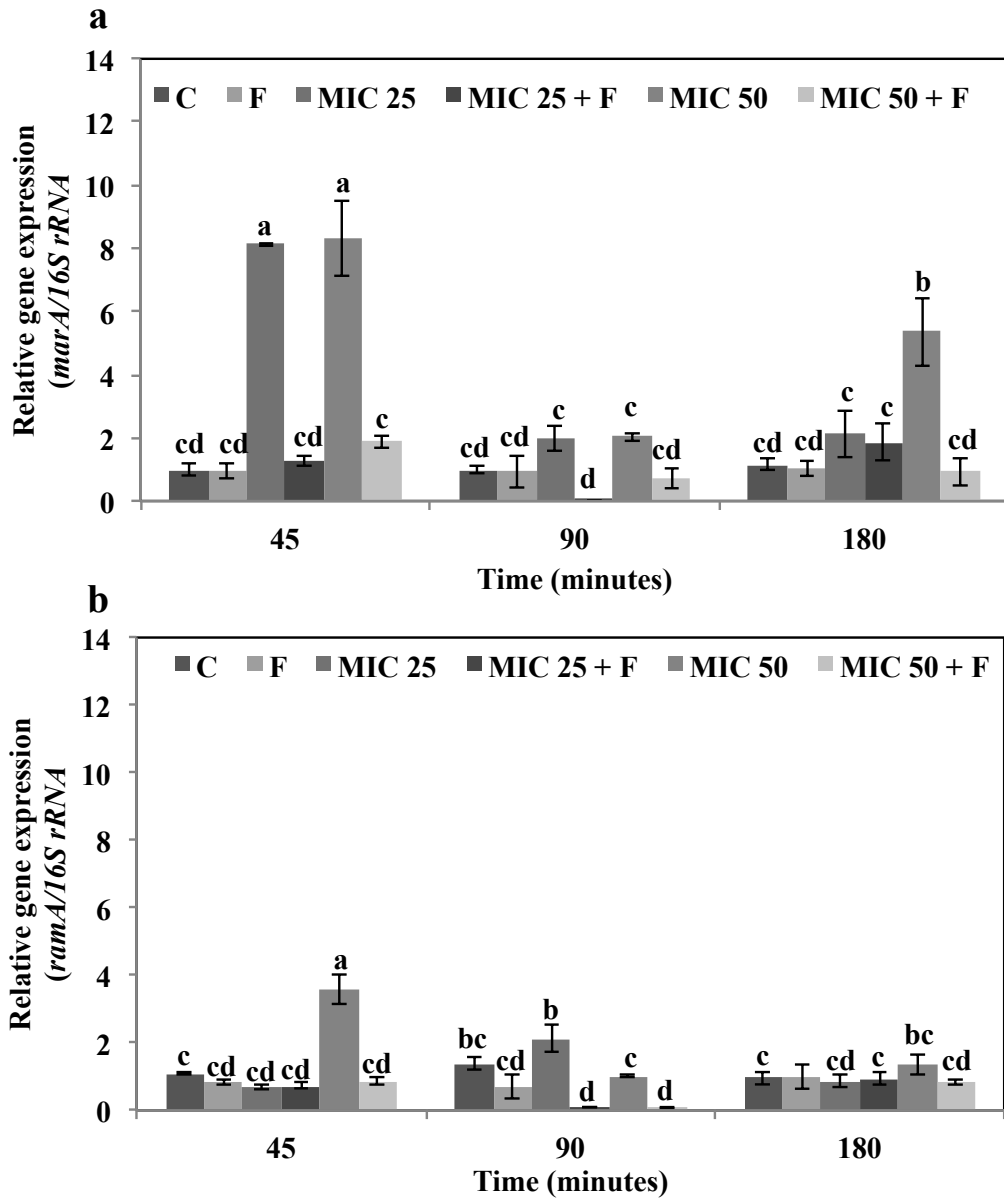 a
Relative gene expression
(marA/16S rRNA
14
12
10
8
6
4
2
0
C F MIC 25 MIC 25 + F MIC 50 MIC 50 + F
cd cd a cd a c
cd cd c d c cd
cd cd c c b cd
45 90 180
Time (minutes)
b
Relative gene expression
(ramA/16S rRNA
14
12
10
8
6
4
2
0
C F MIC 25 MIC 25 + F MIC 50 MIC 50 + F
c cd cd cd a cd
bc cd b d c d
c cd c bc cd
45 90 180
Time (minutes)